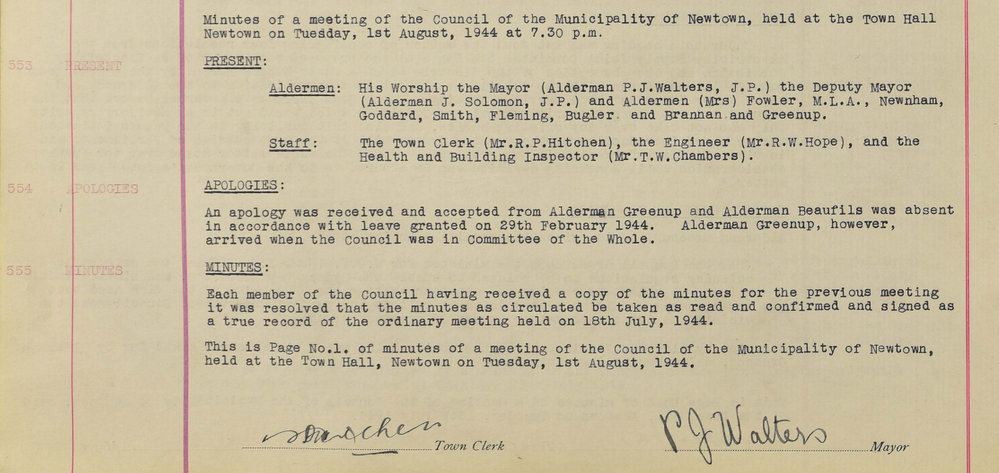 Minutes of a meeting of the Council of the Municipality of Newtown, held at the Town Hall
Newtown on Tuesday, 1st August, 1944 at 7.30 p.m.
553 PRESENT
PRESENT:
Aldermen: His Worship the Mayor (Alderman P.J.Walters, J.P.) the Deputy Mayor
(Alderman J. Solomon, J.P.) and Aldermen (Mrs) Fowler, M.L.A., Newnham,
Goddard, Smith, Fleming, Bugler and Brannan and Greenup.
Staff: The Town Clerk (Mr.R.P.Hitchen), the Engineer (Mr.R.W.Hope), and the
Health and Building Inspector (Mr.T.W.Chambers).
554 APOLOGIES
APOLOGIES:
An apology was received and accepted from Alderman Greenup and Alderman Beaufils was absent
in accordance with leave granted on 29th February 1944. Alderman Greenup, however,
arrived when the Council was in Committee of the Whole.
555 MINUTES
MINUTES:
Each member of the Council having received a copy of the minutes for the previous meeting
it was resolved that the minutes as circulated be taken as read and confirmed and signed as
a true record of the ordinary meeting held on 18th July, 1944.
This is Page No.1. of minutes of a meeting of the Council of the Municipality of Newtown,
held at the Town Hall, Newtown on Tuesday, 1st August, 1944.
Town Clerk P J Walters Mayor